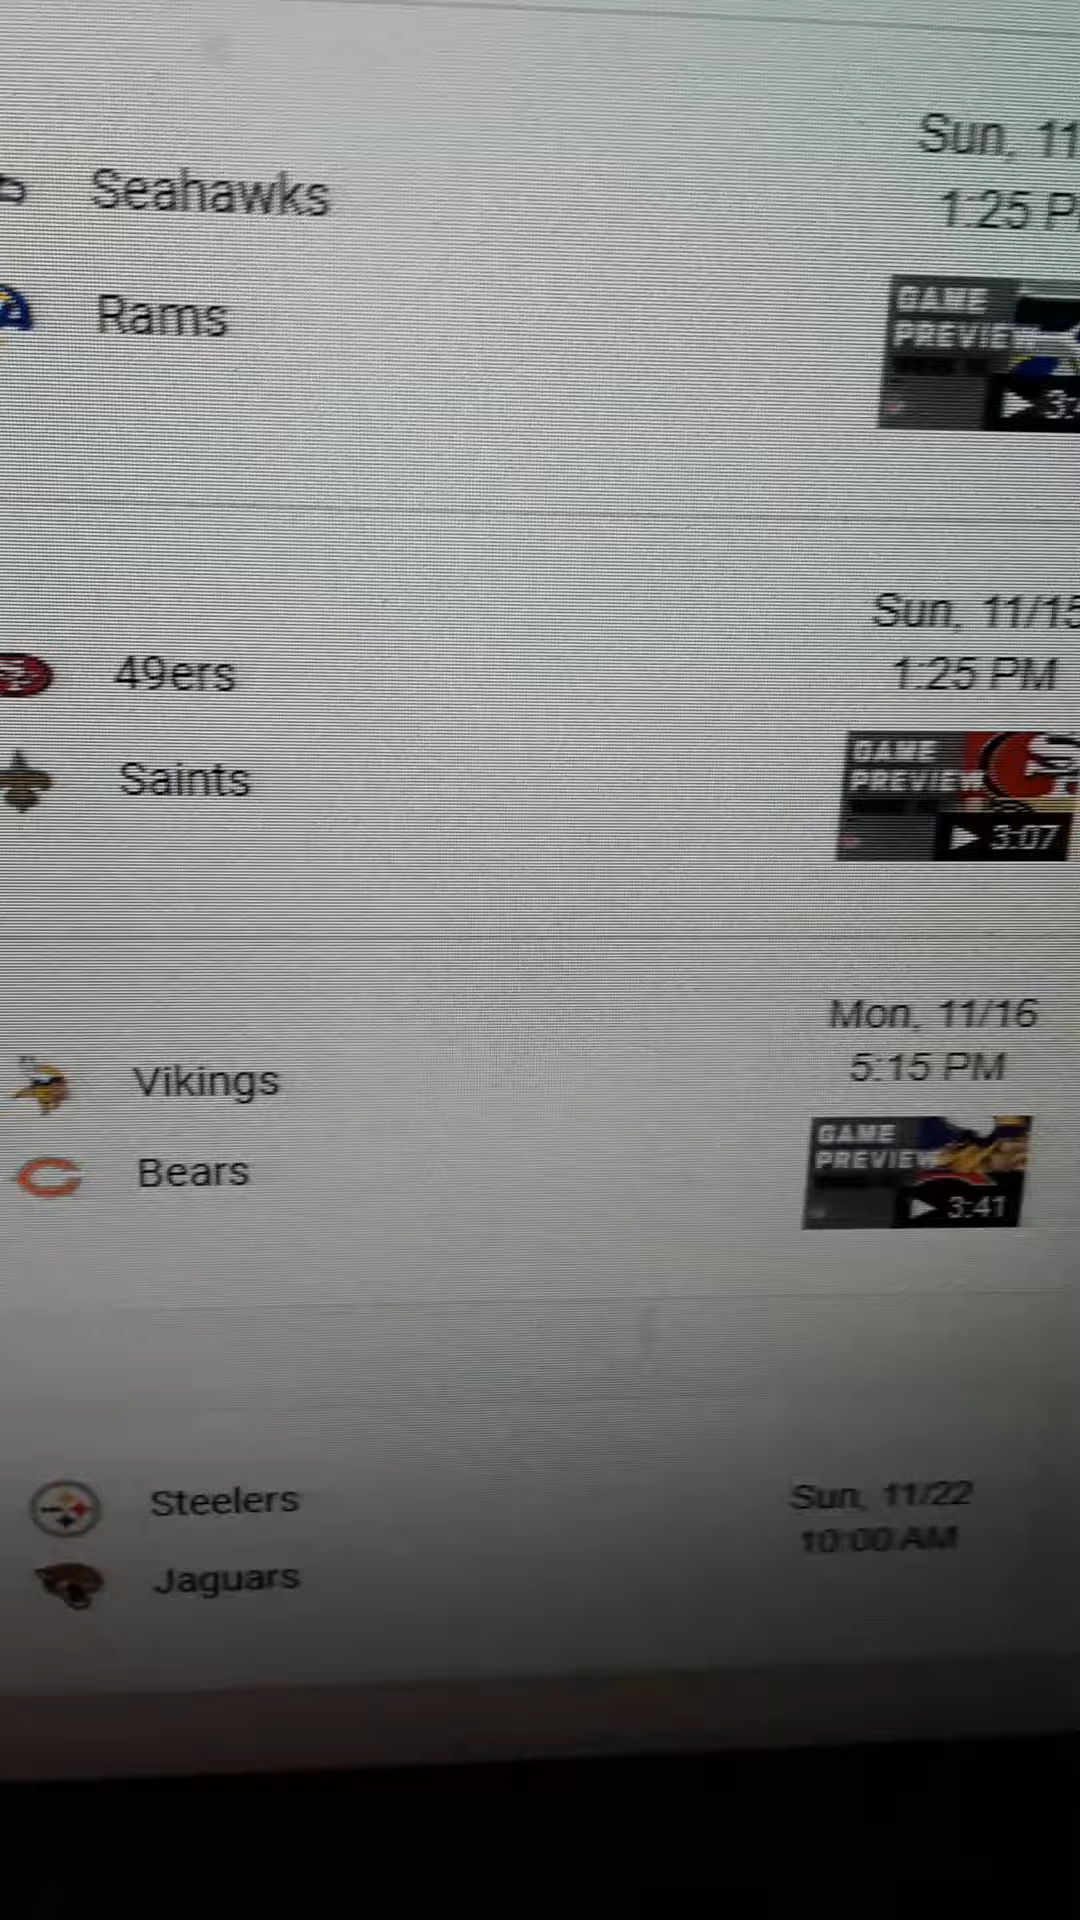 Sun, 11
1:25 P
Seahawks
Rams
GAME
PREVIEW
Sun, 11/15
1:25 PM
49ers
Saints
GAME
PREVIEW
3:07
Mon, 11/16
5:15 PM
Vikings
Bears
GAME
PREVIEW
3:41
Sun, 11/22
10:00 AM
Steelers
Jaguars